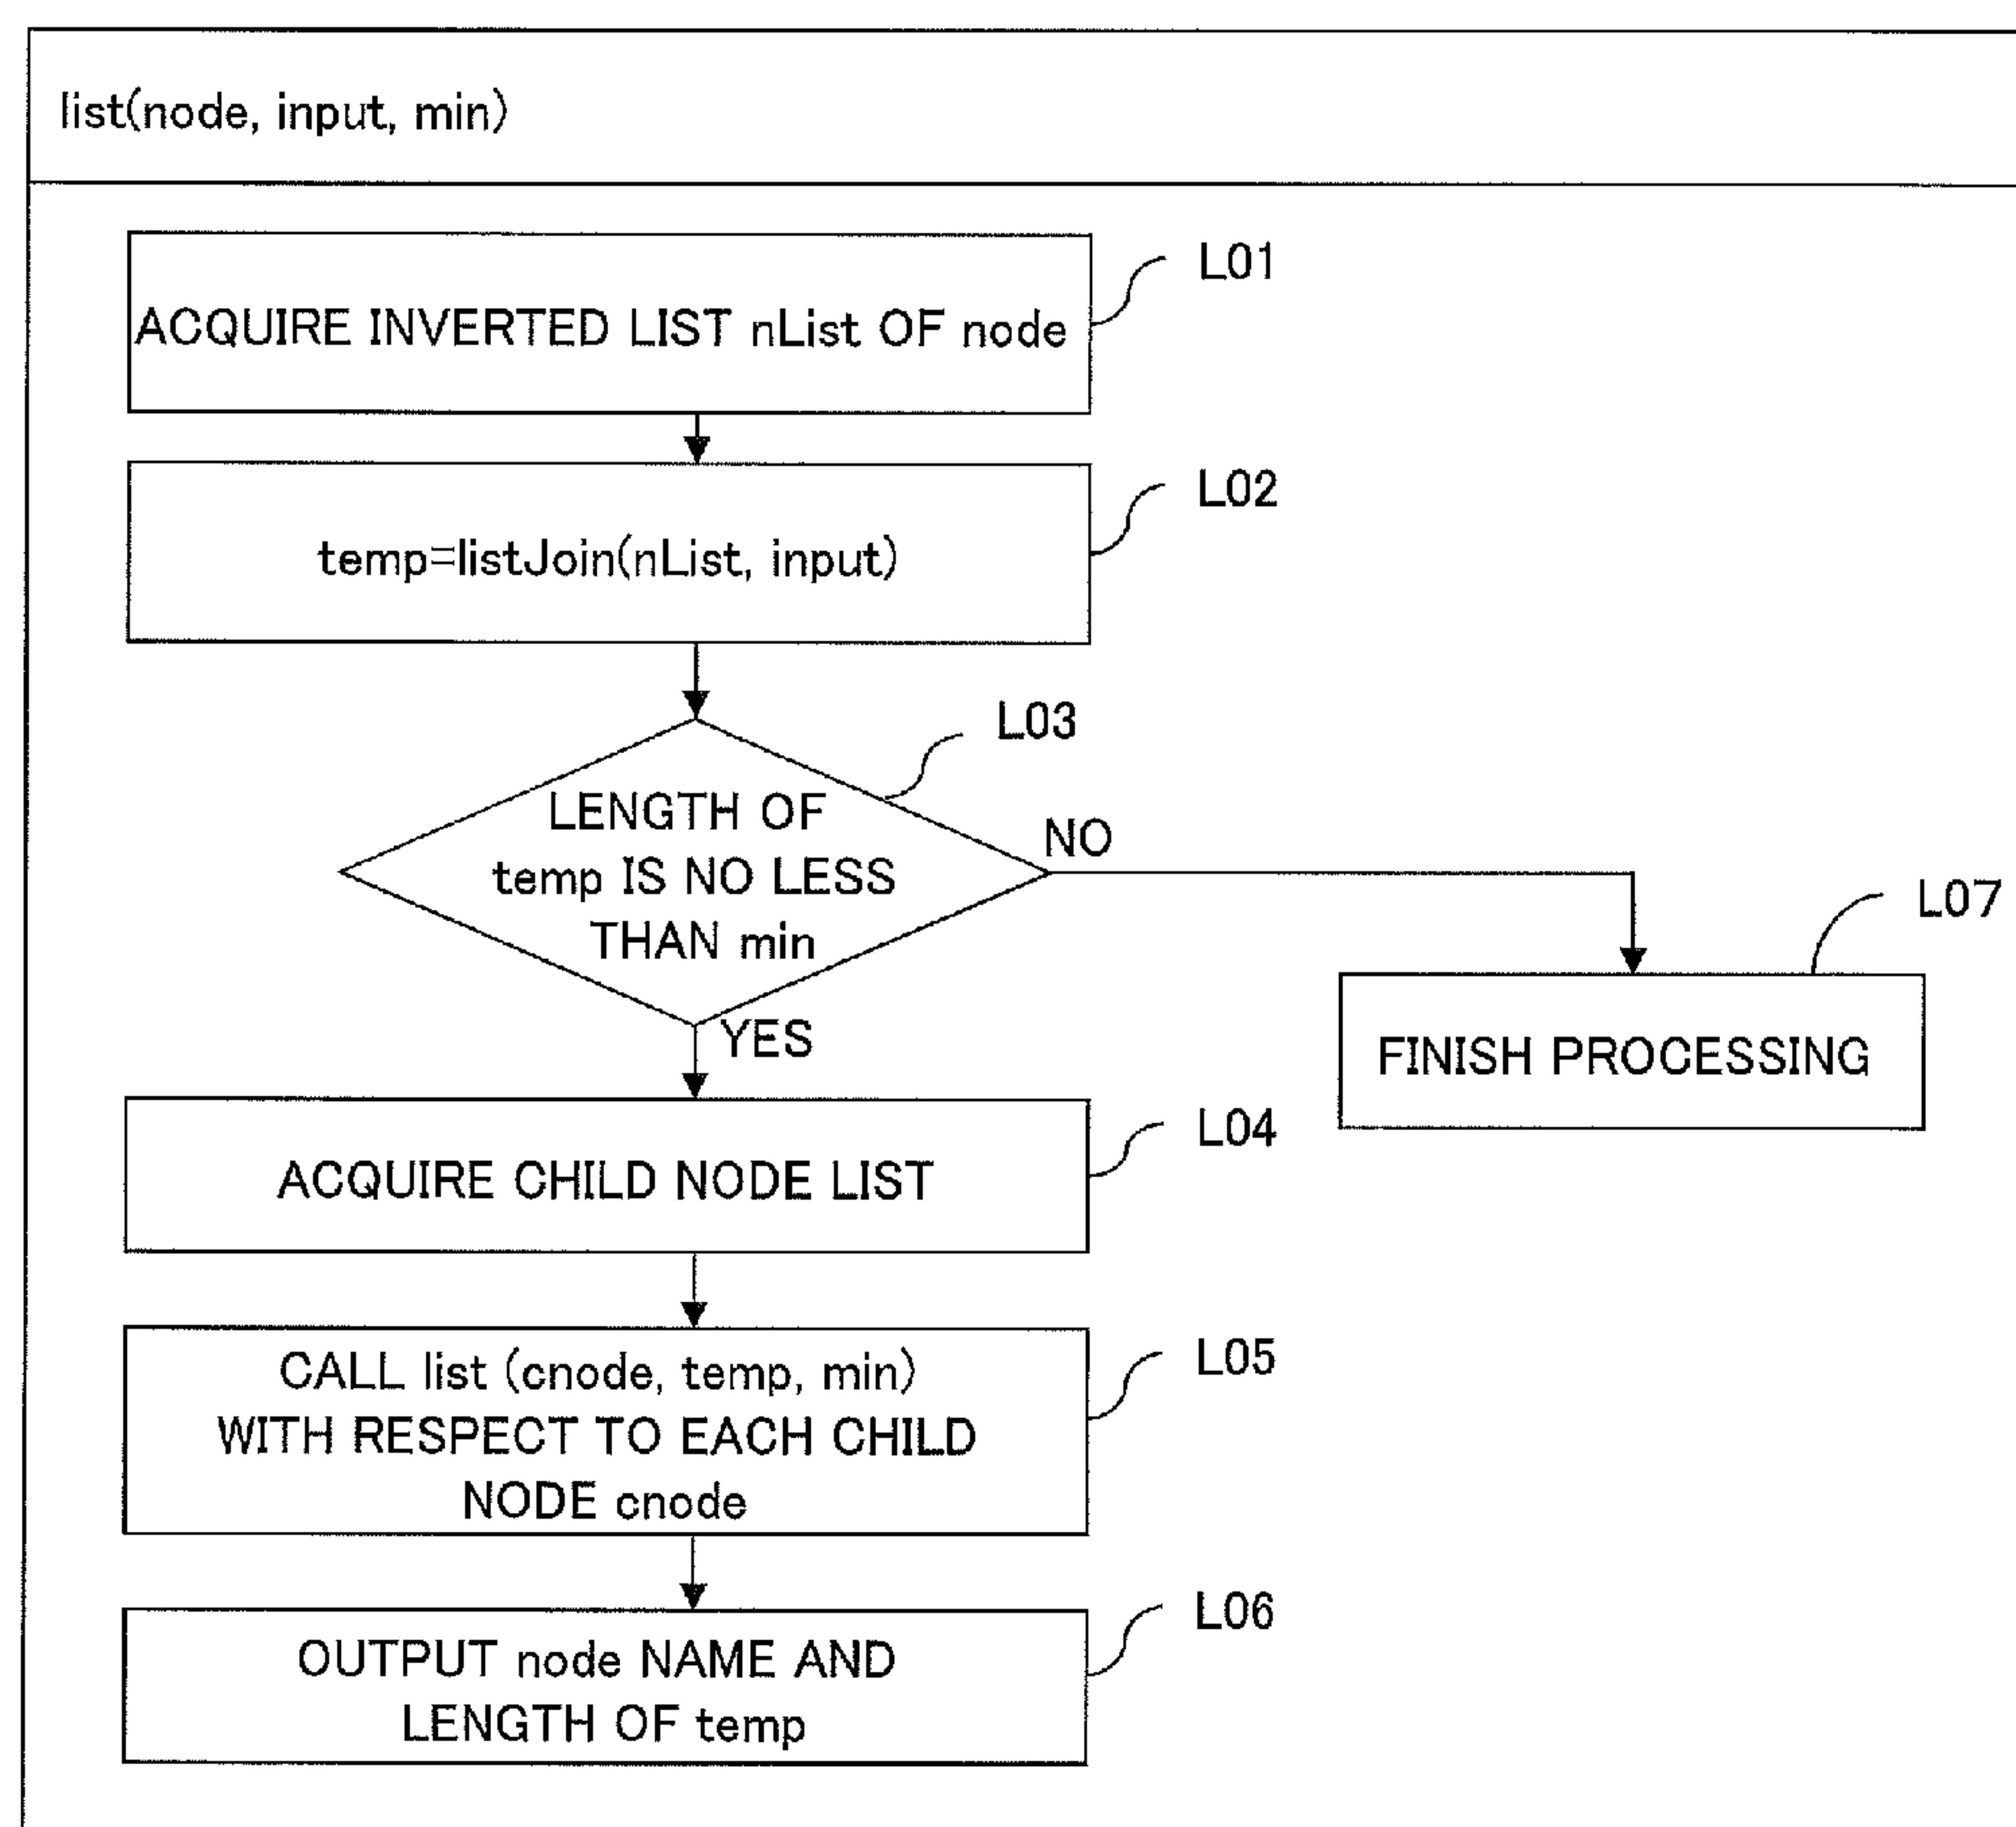 list(node, input, min)
ACQUIRE INVERTED LIST nList OF node
L01
temp=listJoin(nList, input)
L02
LENGTH OF
temp IS NO LESS
THAN min
L03
NO
YES
FINISH PROCESSING
L07
ACQUIRE CHILD NODE LIST
L04
CALL list (cnode, temp, min)
WITH RESPECT TO EACH CHILD
NODE cnode
L05
OUTPUT node NAME AND
LENGTH OF temp
L06